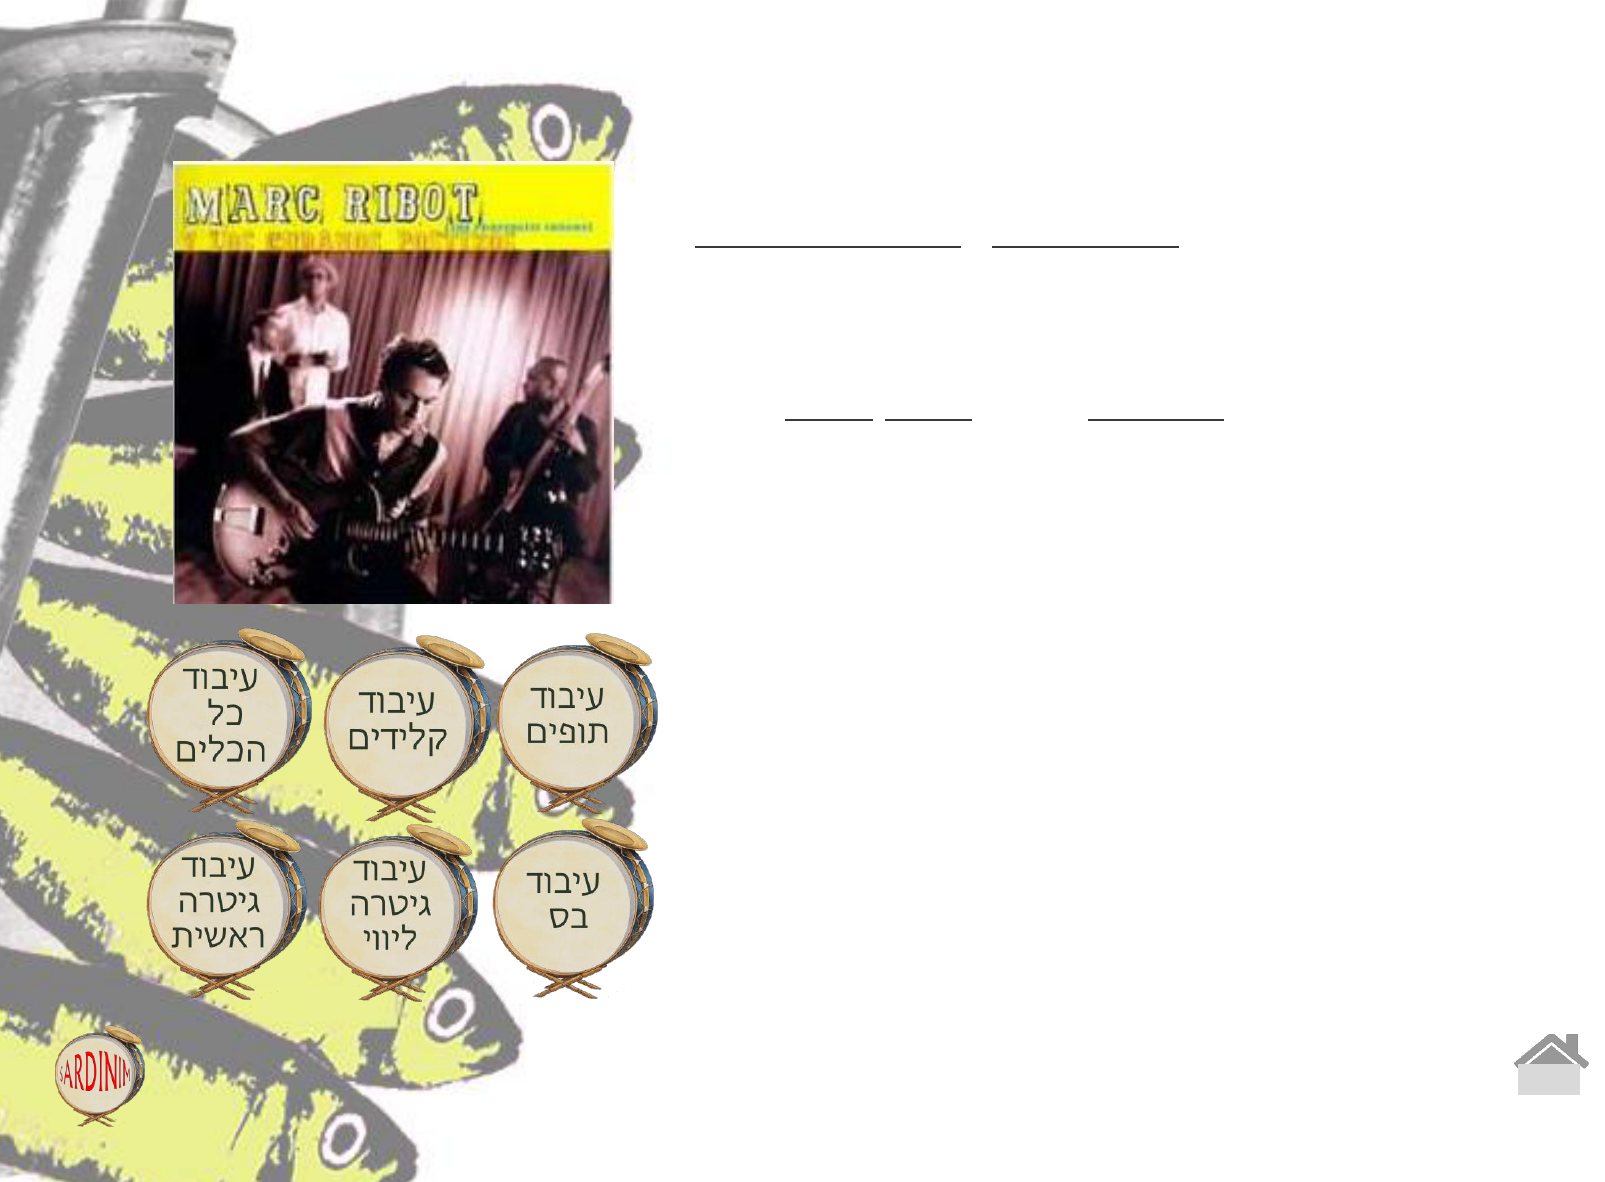 MARC RIBOT
עיבוד
כל
הכלים
עיבוד
קלידים
עיבוד
תופים
עיבוד
גיטרה
ראשית
עיבוד
גיטרה
ליווי
עיבוד
בס
SARDINIM